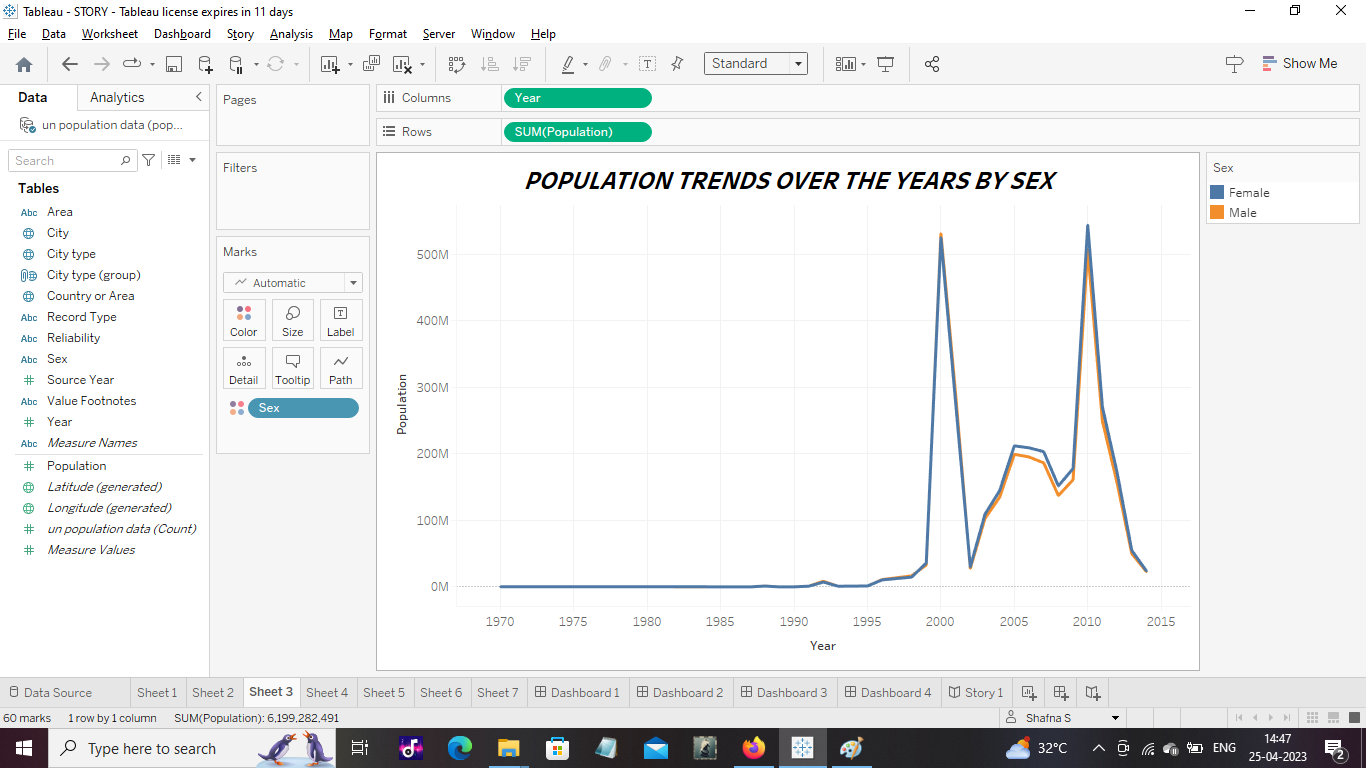 Tableau - STORY - Tableau license expires in 11 days
File Data Worksheet Dashboard Story Analysis Map Format Server Window Help
Standard
Show Me
Data Analytics
un population data (pop...
Search
Tables
Abc Area
City
City type
City type (group)
Country or Area
Abc Record Type
Abc Reliability
Abc Sex
Source Year
Abc Value Footnotes
Year
Abc Measure Names
Population
Latitude (generated)
Longitude (generated)
un population data (Count)
Measure Values
Pages
Filters
Marks
Automatic
Color Size Label
Detail Tooltip Path
Sex
Columns Year
Rows SUM(Population)
POPULATION TRENDS OVER THE YEARS BY SEX
500M
400M
300M
200M
100M
0M
Population
1970 1975 1980 1985 1990 1995 2000 2005 2010 2015
Year
Sex
Female
Male
Data Source Sheet 1 Sheet 2 Sheet 3 Sheet 4 Sheet 5 Sheet 6 Sheet 7 Dashboard 1 Dashboard 2 Dashboard 3 Dashboard 4 Story 1
60 marks 1 row by 1 column SUM(Population): 6,199,282,491 Shafna S
Type here to search
32°C
ENG
14:47
25-04-2023
2